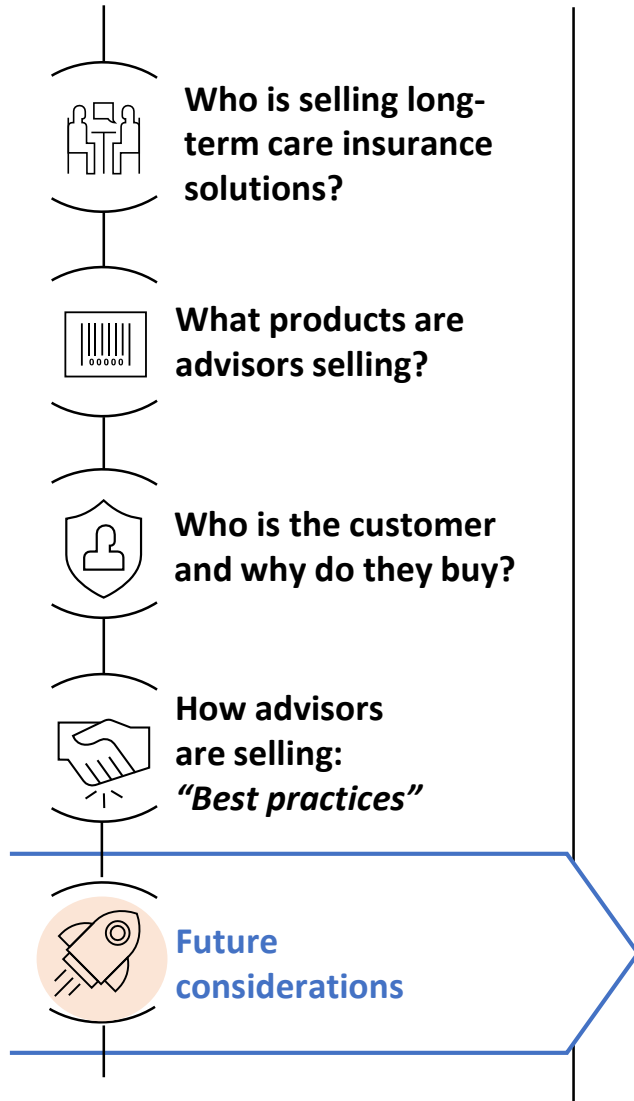 Who is selling long-
term care insurance
solutions?
00000
What products are
advisors selling?
Who is the customer
and why do they buy?
How advisors
are selling:
“Best practices”
Future
considerations